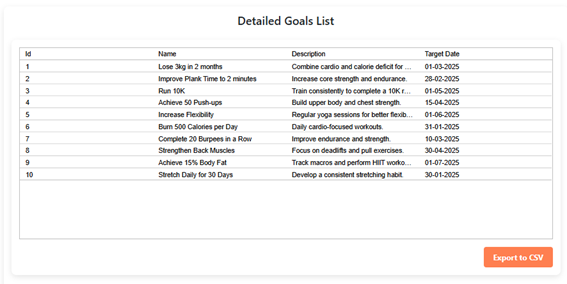 Detailed Goals List
Id Name Description Target Date
1 Lose 3kg in 2 months Combine cardio and calorie deficit for ... 01-03-2025
2 Improve Plank Time to 2 minutes Increase core strength and endurance. 28-02-2025
3 Run 10K Train consistently to complete a 10K r... 01-05-2025
4 Achieve 50 Push-ups Build upper body and chest strength. 15-04-2025
5 Increase Flexibility Regular yoga sessions for better flexib... 01-06-2025
6 Burn 500 Calories per Day Daily cardio-focused workouts. 31-01-2025
7 Complete 20 Burpees in a Row Improve endurance and strength. 10-03-2025
8 Strengthen Back Muscles Focus on deadlifts and pull exercises. 30-04-2025
9 Achieve 15% Body Fat Track macros and perform HIIT worko... 01-07-2025
10 Stretch Daily for 30 Days Develop a consistent stretching habit. 30-01-2025
Export to CSV